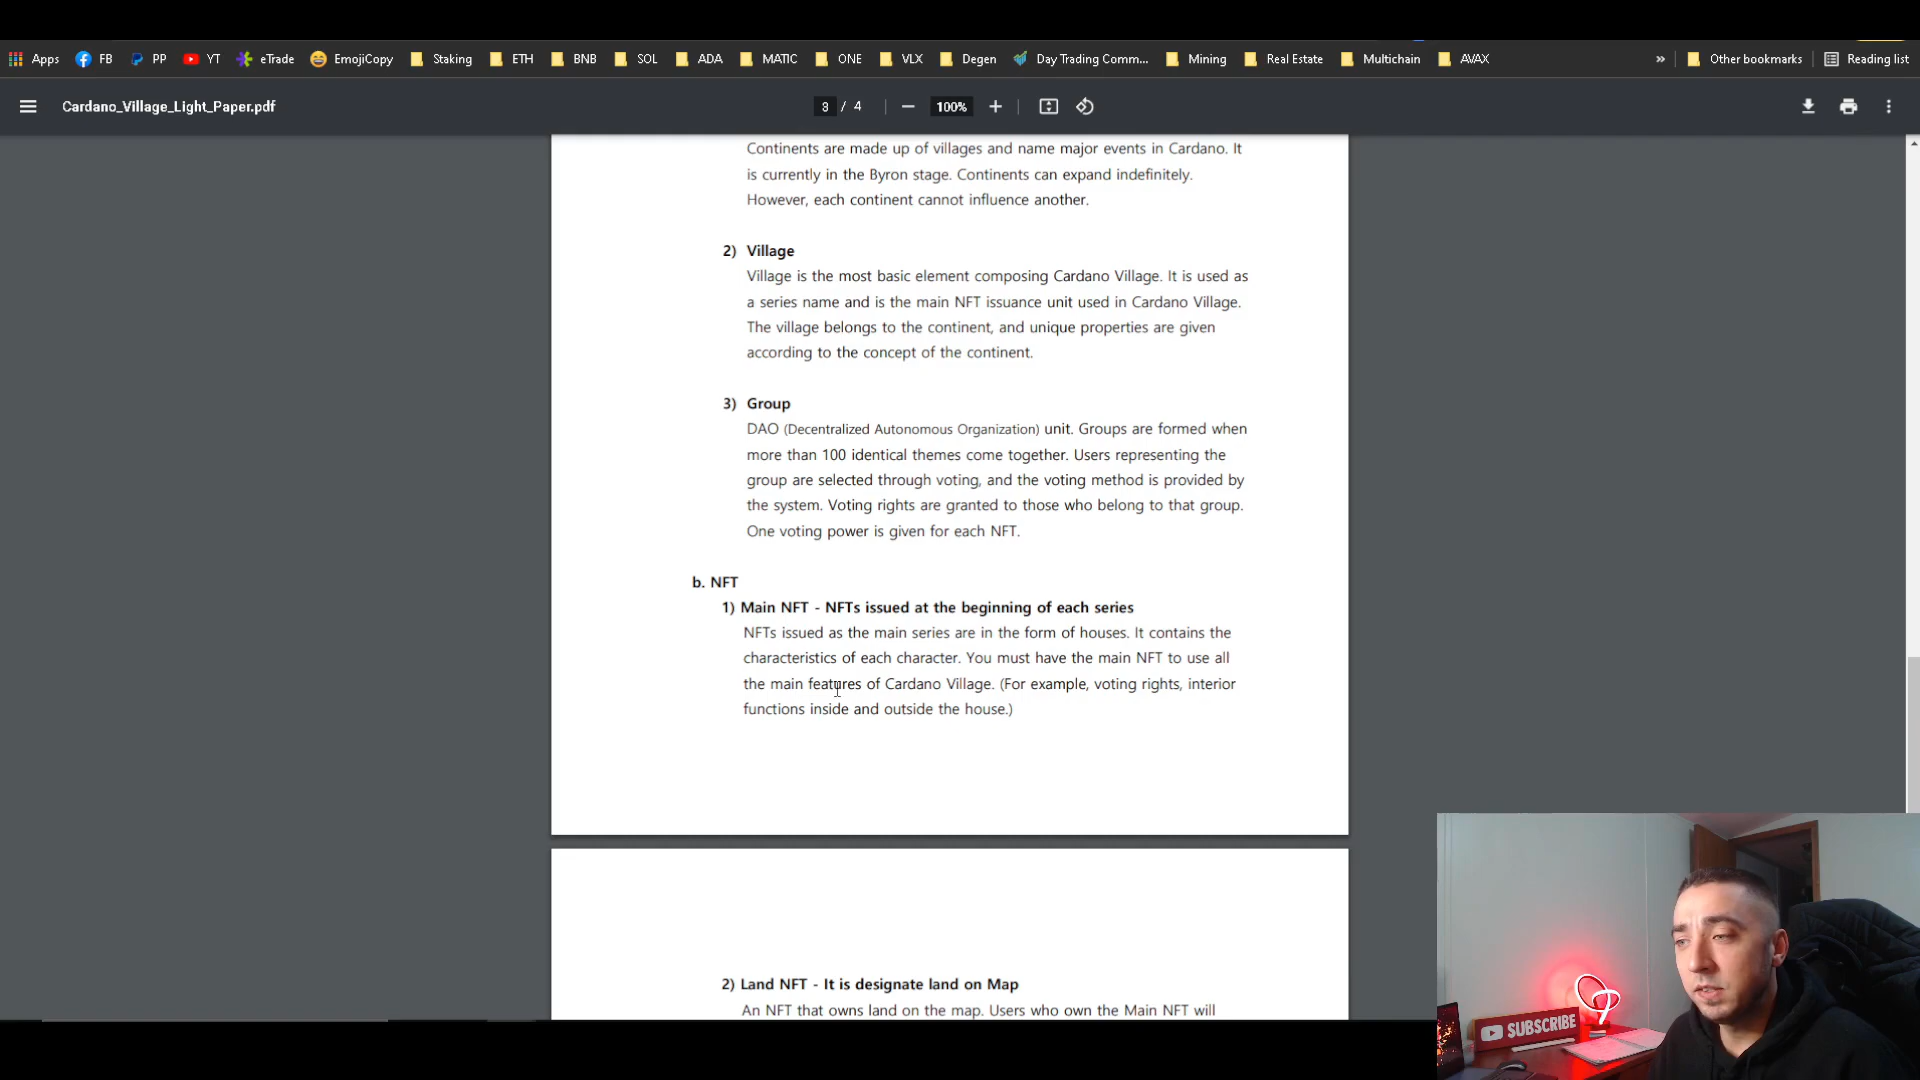 Apps FB PP YT eTrade EmojiCopy Staking ETH BNB SOL ADA MATIC ONE VLX Degen Day Trading Comm... Mining Real Estate Multichain AVAX » Other bookmarks Reading list
Cardano_Village_Light_Paper.pdf 3 / 4 − 100% +
Continents are made up of villages and name major events in Cardano. It
is currently in the Byron stage. Continents can expand indefinitely.
However, each continent cannot influence another.
2) Village
Village is the most basic element composing Cardano Village. It is used as
a series name and is the main NFT issuance unit used in Cardano Village.
The village belongs to the continent, and unique properties are given
according to the concept of the continent.
3) Group
DAO (Decentralized Autonomous Organization) unit. Groups are formed when
more than 100 identical themes come together. Users representing the
group are selected through voting, and the voting method is provided by
the system. Voting rights are granted to those who belong to that group.
One voting power is given for each NFT.
b. NFT
1) Main NFT - NFTs issued at the beginning of each series
NFTs issued as the main series are in the form of houses. It contains the
characteristics of each character. You must have the main NFT to use all
the main features of Cardano Village. (For example, voting rights, interior
functions inside and outside the house.)
2) Land NFT - It is designate land on Map
An NFT that owns land on the map. Users who own the Main NFT will
SUBSCRIBE